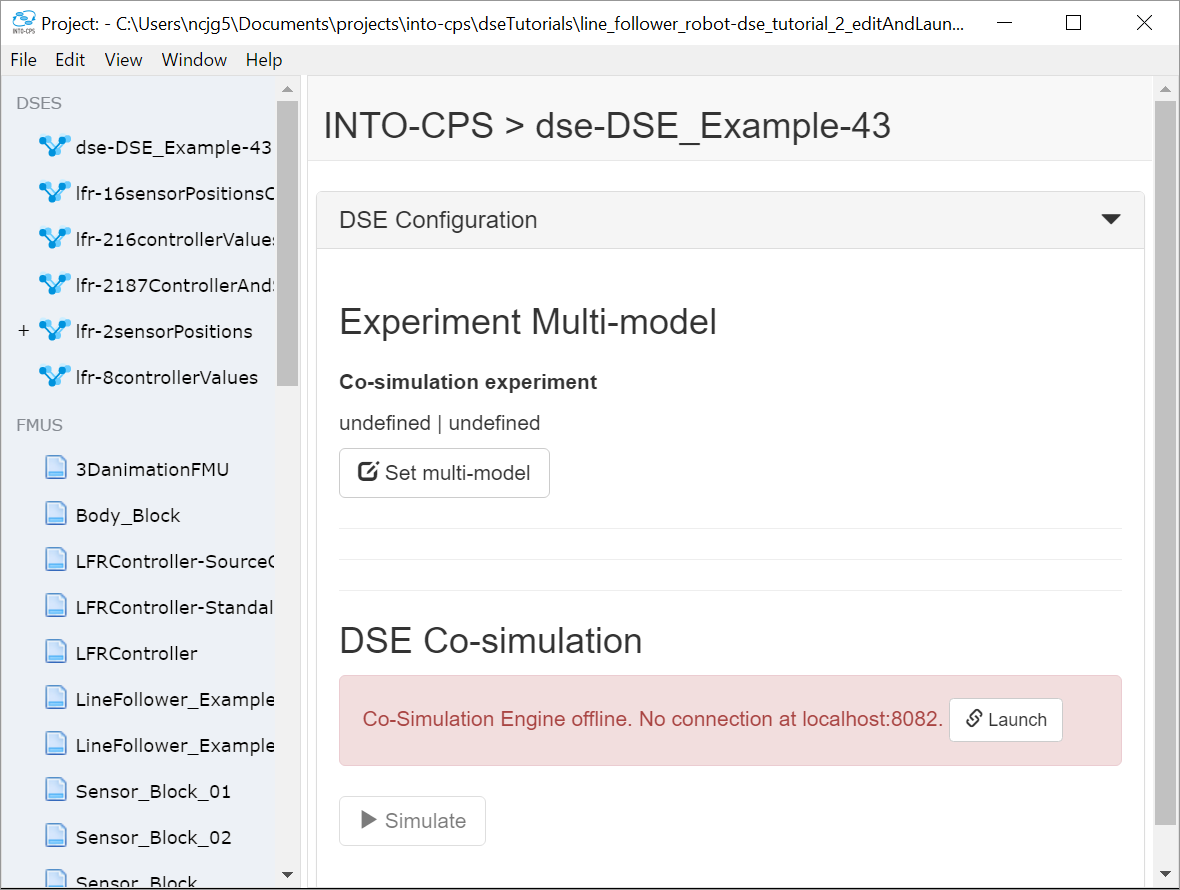 INTO-CPS
Project: - C:\Users\ncjg5\Documents\projects\into-cps\dseTutorials\line_follower_robot-dse_tutorial_2_editAndLaun...
File Edit View Window Help
DSES
dse-DSE_Example-43
lfr-16sensorPositionsC
lfr-216controllerValues
lfr-2187ControllerAnd
+ lfr-2sensorPositions
lfr-8controllerValues
FMUS
3DanimationFMU
Body_Block
LFRController-SourceC
LFRController-Standal
LFRController
LineFollower_Example
LineFollower_Example
Sensor_Block_01
Sensor_Block_02
Sensor_Block
INTO-CPS > dse-DSE_Example-43
DSE Configuration
Experiment Multi-model
Co-simulation experiment
undefined | undefined
Set multi-model
DSE Co-simulation
Co-Simulation Engine offline. No connection at localhost:8082. Launch
Simulate